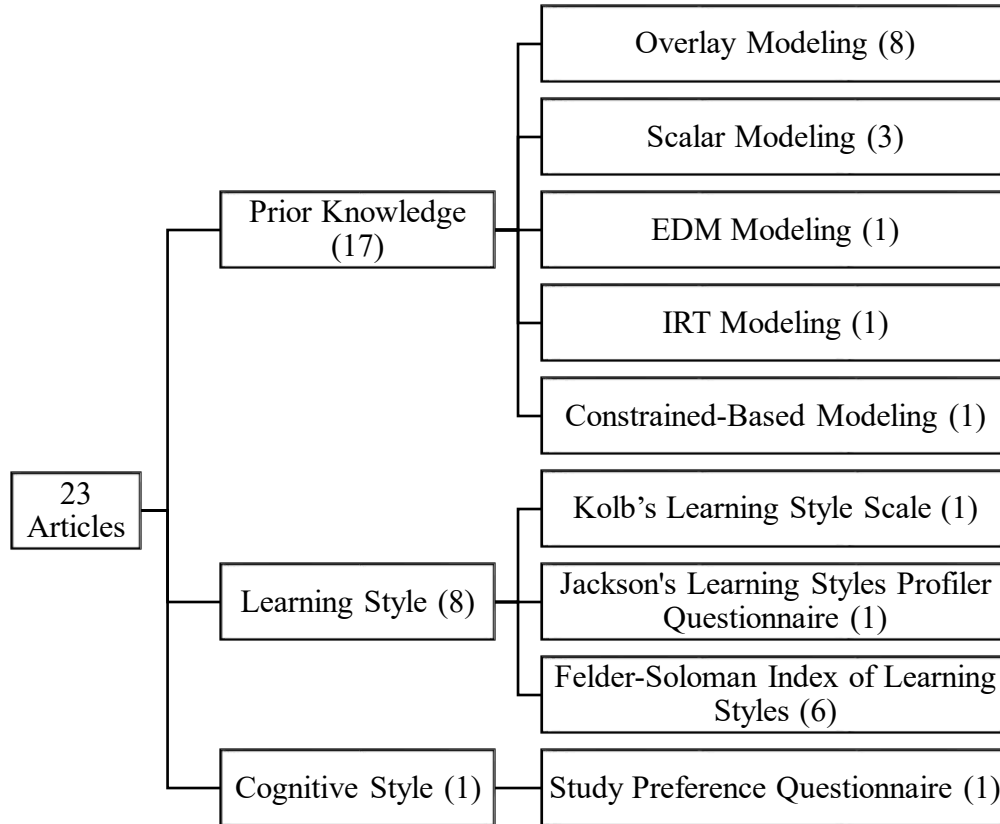 Overlay Modeling (8)
Scalar Modeling (3)
Prior Knowledge
(17)
EDM Modeling (1)
IRT Modeling (1)
Constrained-Based Modeling (1)
23
Articles
Kolb’s Learning Style Scale (1)
Learning Style (8)
Jackson's Learning Styles Profiler
Questionnaire (1)
Felder-Soloman Index of Learning
Styles (6)
Cognitive Style (1)
Study Preference Questionnaire (1)